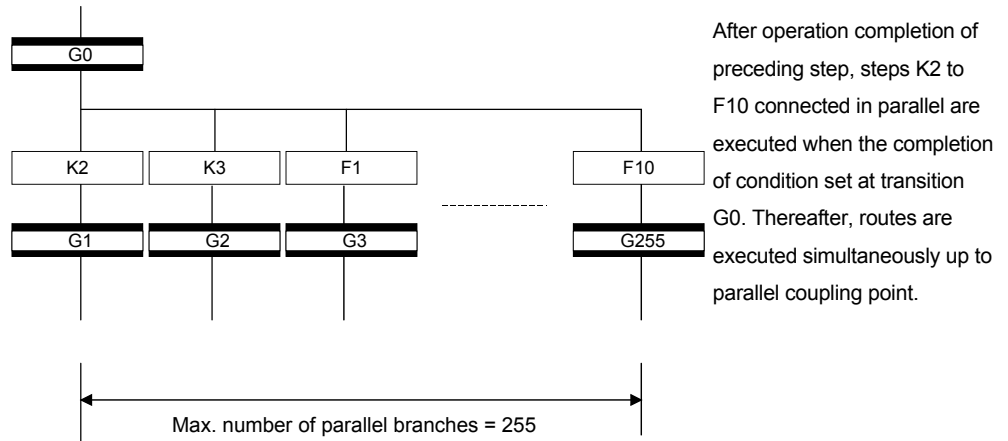 G0
K2
K3
F1
F10
G1
G2
G3
G255
Max. number of parallel branches = 255
After operation completion of
preceding step, steps K2 to
F10 connected in parallel are
executed when the completion
of condition set at transition
G0. Thereafter, routes are
executed simultaneously up to
parallel coupling point.